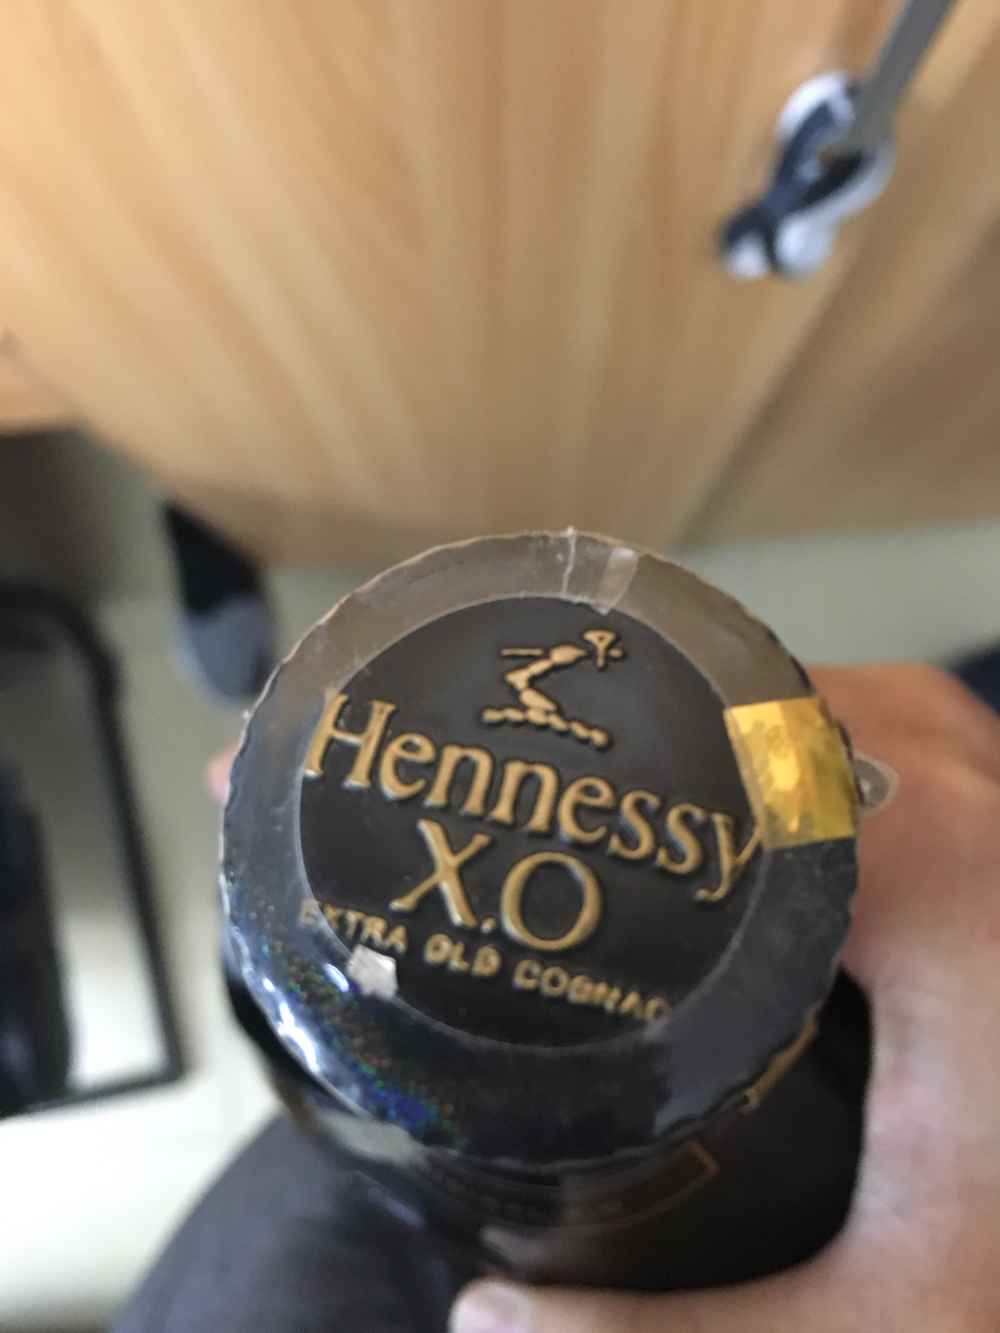 Hennessy
X.O
EXTRA OLD COGNAC